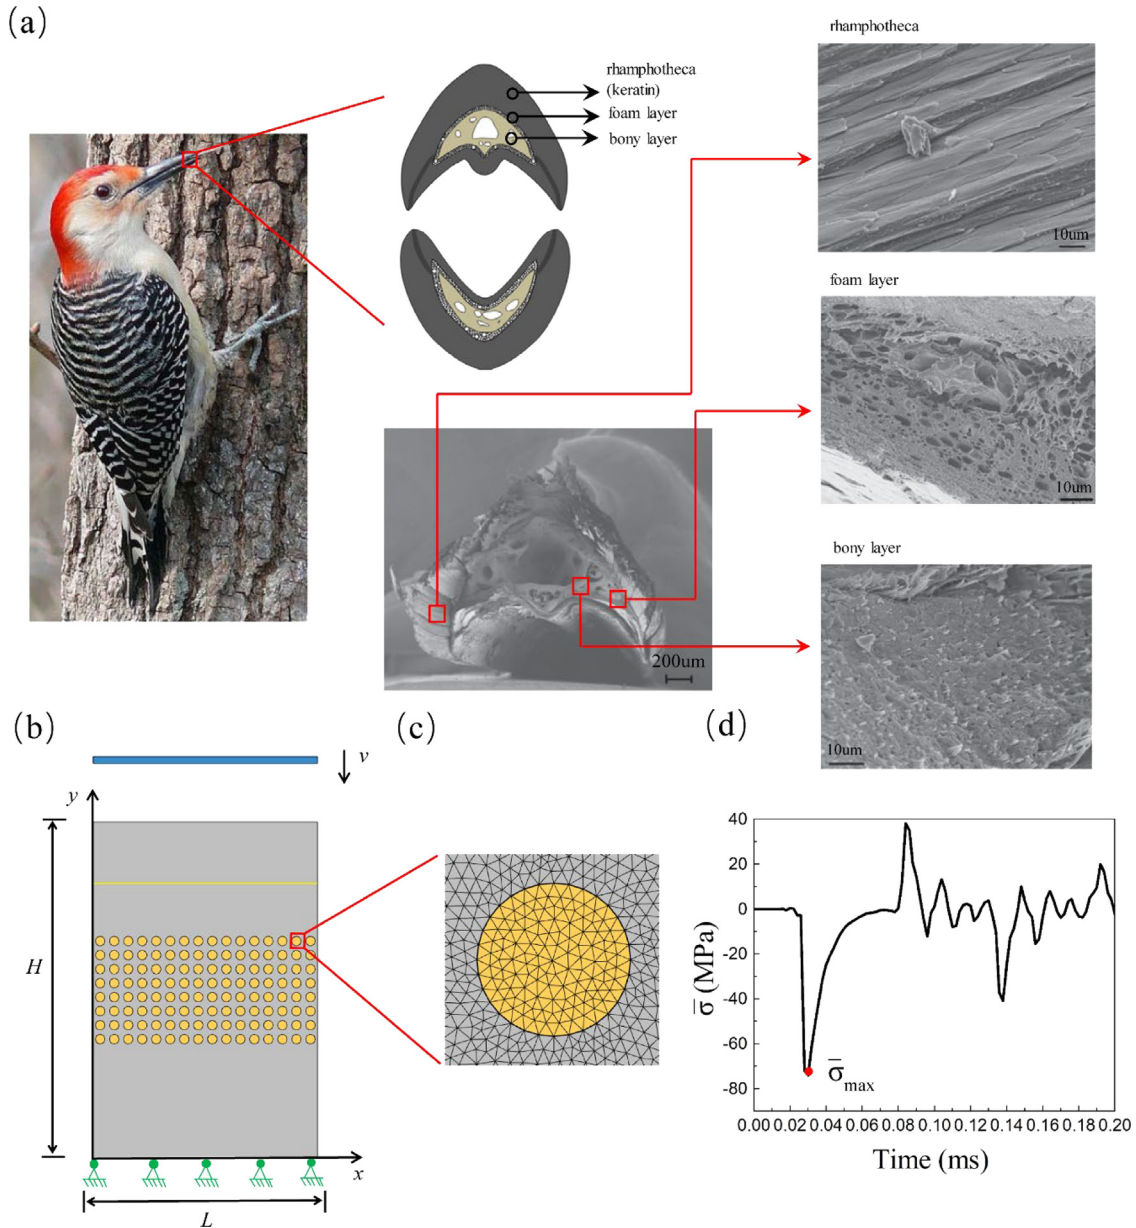 (a)
rhamphotheca
(keratin)
foam layer
bony layer
rhamphotheca
10um
foam layer
10um
bony layer
10um
200um
(b)
v
y
H
x
L
(c)
(d)
40
20
0
-20
-40
-60
-80
σ̅ (MPa)
σ̅max
0.00 0.02 0.04 0.06 0.08 0.10 0.12 0.14 0.16 0.18 0.20
Time (ms)